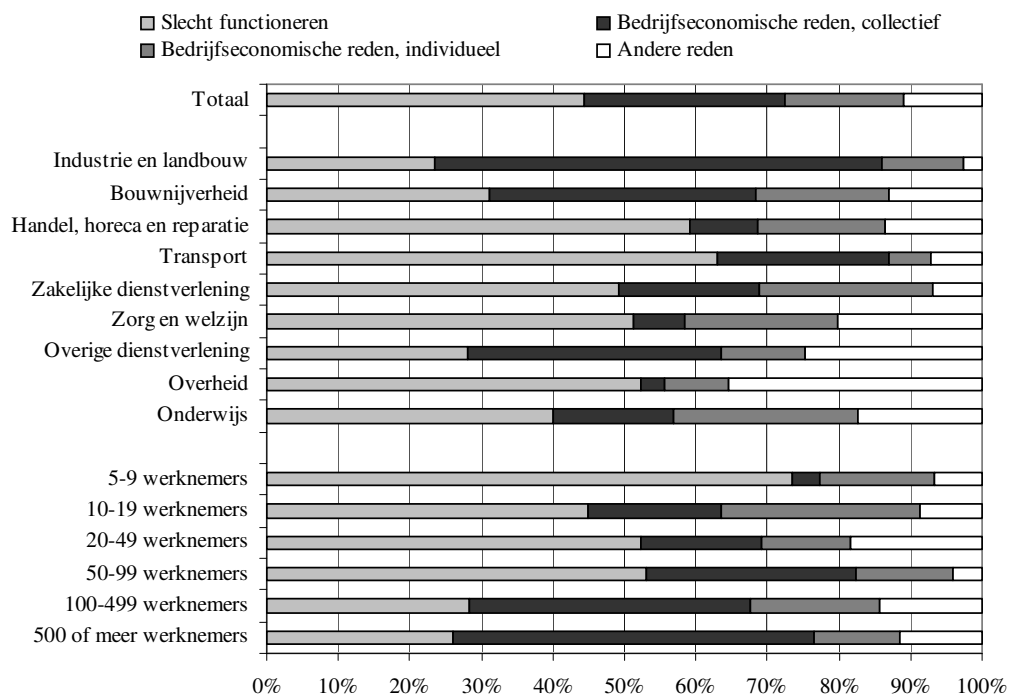 Slecht functioneren
Bedrijfseconomische reden, collectief
Bedrijfseconomische reden, individueel
Andere reden
Totaal
Industrie en landbouw
Bouwnijverheid
Handel, horeca en reparatie
Transport
Zakelijke dienstverlening
Zorg en welzijn
Overige dienstverlening
Overheid
Onderwijs
5-9 werknemers
10-19 werknemers
20-49 werknemers
50-99 werknemers
100-499 werknemers
500 of meer werknemers
0% 10% 20% 30% 40% 50% 60% 70% 80% 90% 100%